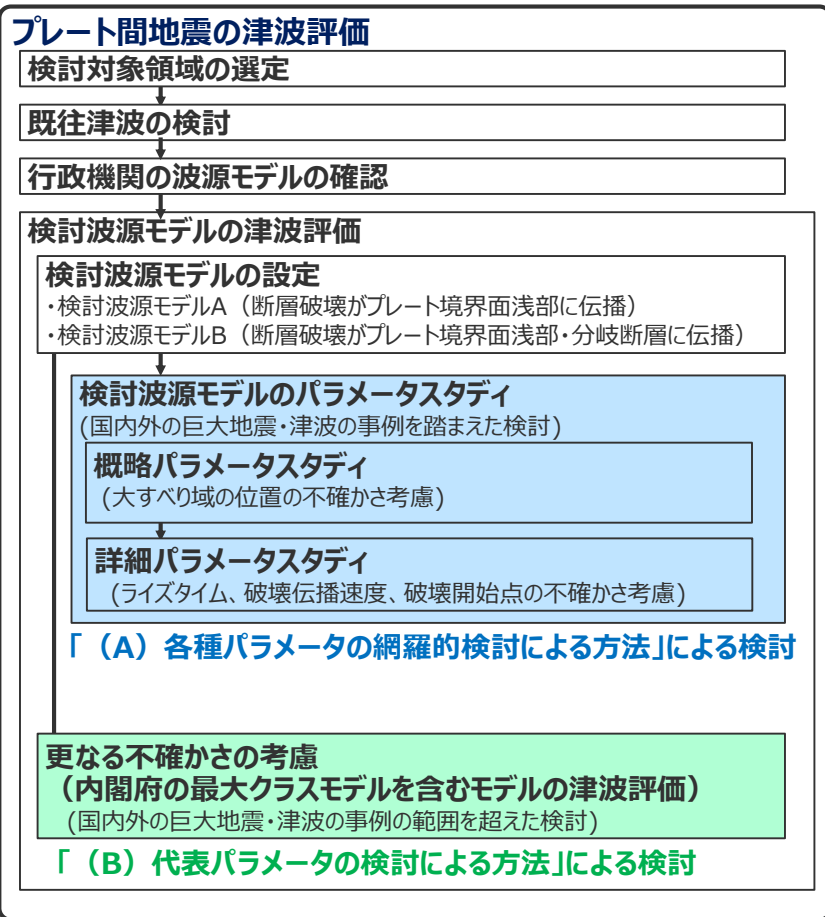 プレート間地震の津波評価
検討対象領域の選定
既往津波の検討
行政機関の波源モデルの確認
検討波源モデルの津波評価
検討波源モデルの設定
・検討波源モデルA（断層破壊がプレート境界面浅部に伝播）
・検討波源モデルB（断層破壊がプレート境界面浅部・分岐断層に伝播）
検討波源モデルのパラメータスタディ
(国内外の巨大地震・津波の事例を踏まえた検討)
概略パラメータスタディ
(大すべり域の位置の不確かさ考慮)
詳細パラメータスタディ
(ライズタイム、破壊伝播速度、破壊開始点の不確かさ考慮)
「（A）各種パラメータの網羅的検討による方法」による検討
更なる不確かさの考慮
（内閣府の最大クラスモデルを含むモデルの津波評価）
(国内外の巨大地震・津波の事例の範囲を超えた検討)
「（B）代表パラメータの検討による方法」による検討